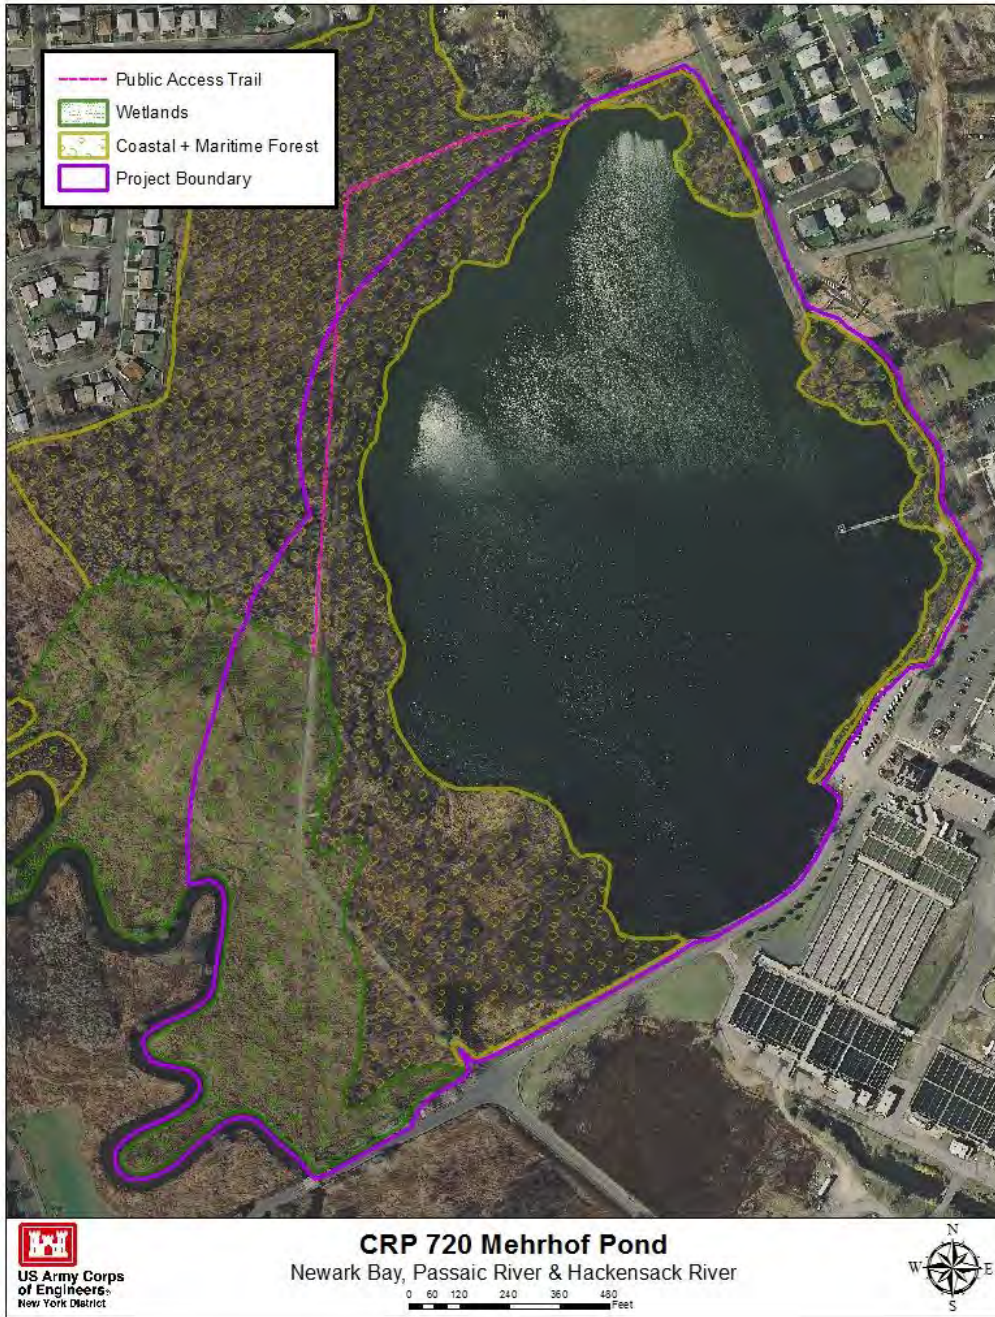 Public Access Trail
Wetlands
Coastal + Maritime Forest
Project Boundary
US Army Corps
of Engineers®
New York District
CRP 720 Mehrhof Pond
Newark Bay, Passaic River & Hackensack River
0 60 120 240 360 480
Feet
N
W E
S